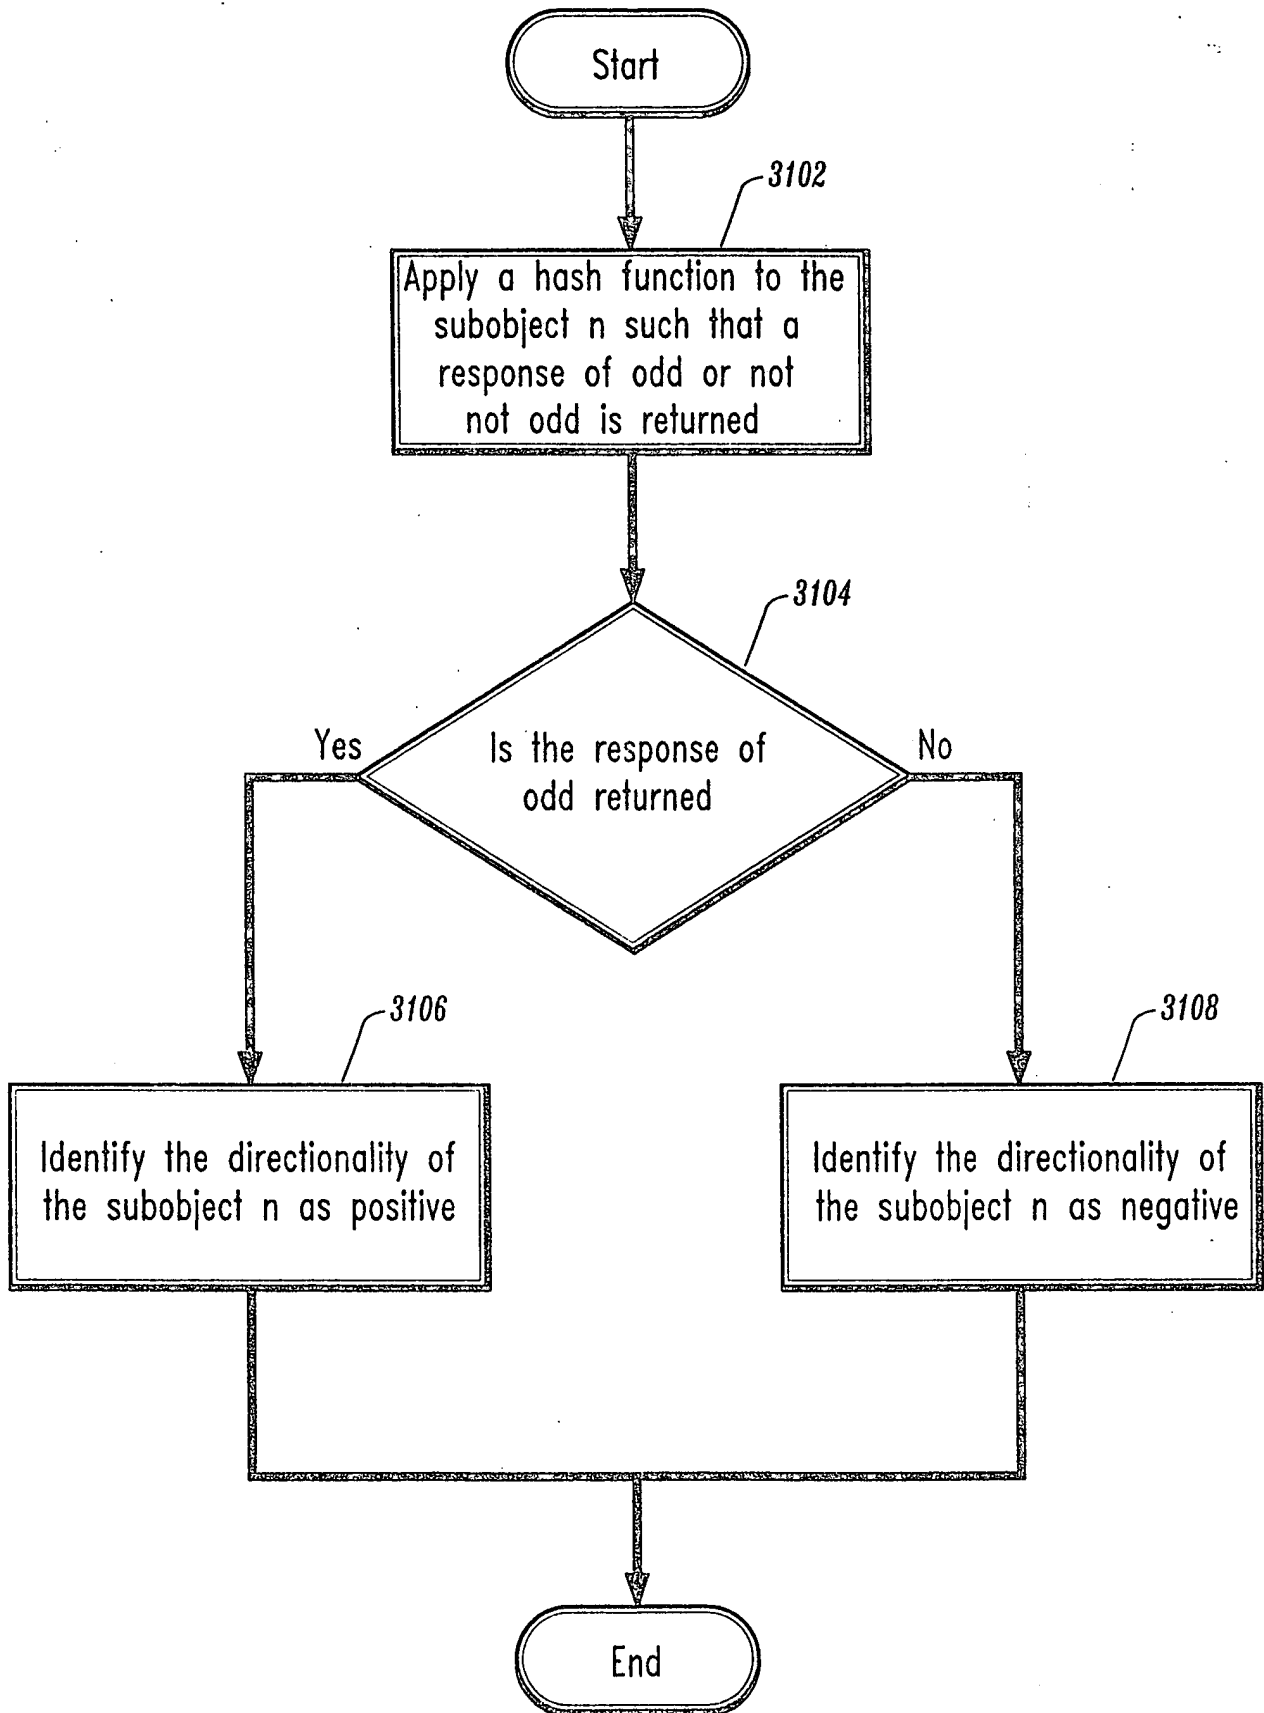 Start
3102
Apply a hash function to the
subobject n such that a
response of odd or not
not odd is returned
3104
Yes
Is the response of
odd returned
No
3106
3108
Identify the directionality of
the subobject n as positive
Identify the directionality of
the subobject n as negative
End